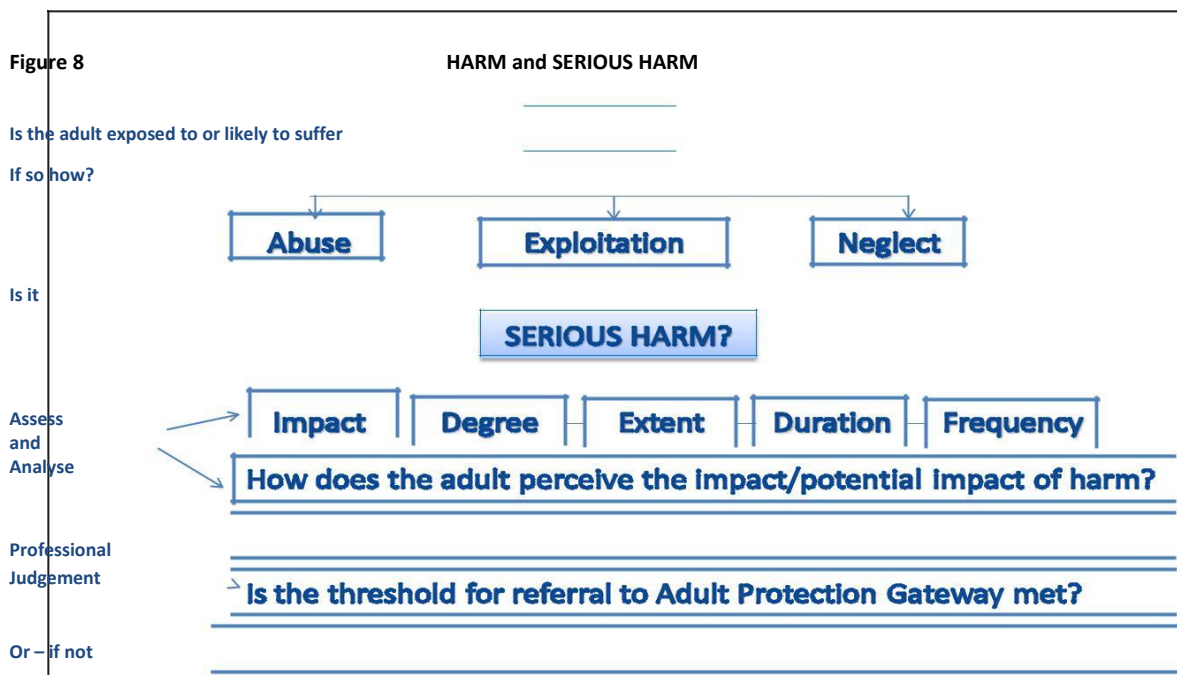 Figure 8 HARM and SERIOUS HARM
Is the adult exposed to or likely to suffer
If so how?
Abuse Exploitation Neglect
Is it
SERIOUS HARM?
Assess
and
Analyse
Impact Degree Extent Duration Frequency
How does the adult perceive the impact/potential impact of harm?
Professional
Judgement
Is the threshold for referral to Adult Protection Gateway met?
Or – if not